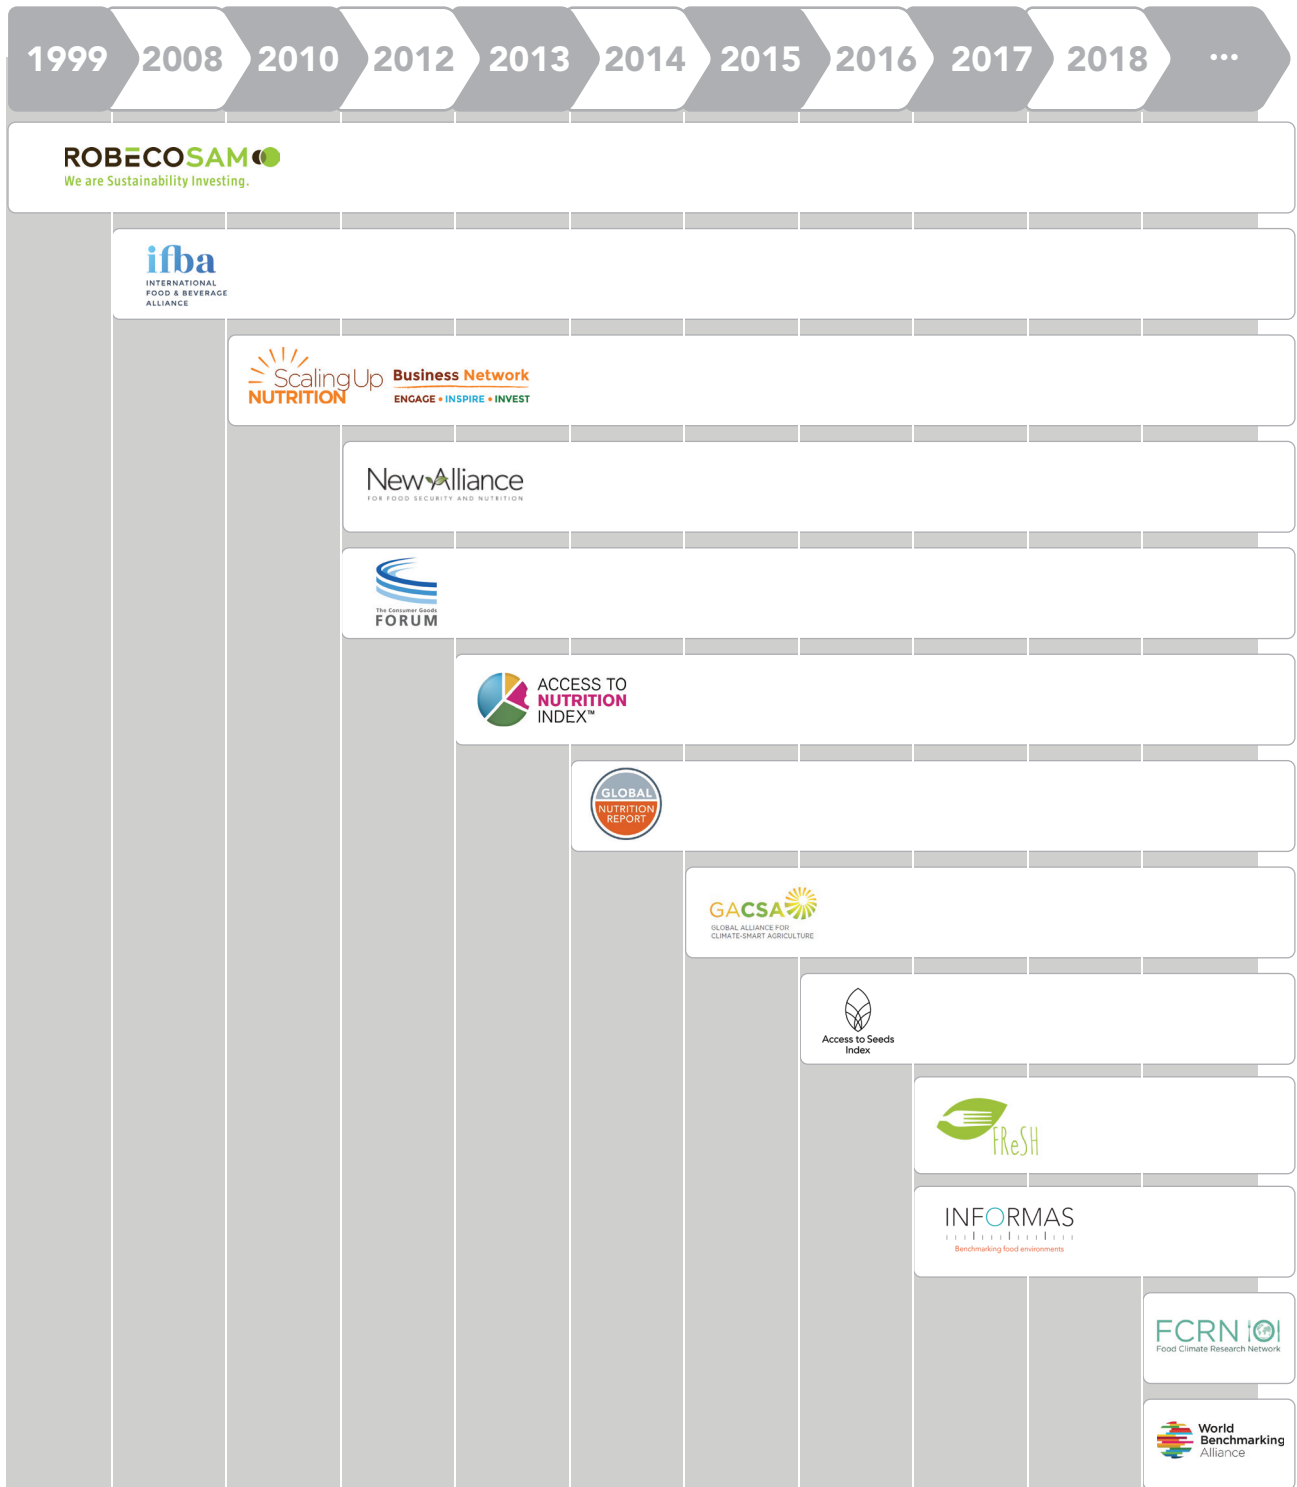 1999 2008 2010 2012 2013 2014 2015 2016 2017 2018 ...
ROBECOSAM
We are Sustainability Investing.
ifba
INTERNATIONAL
FOOD & BEVERAGE
ALLIANCE
Scaling Up
NUTRITION
Business Network
ENGAGE • INSPIRE • INVEST
New Alliance
FOR FOOD SECURITY AND NUTRITION
The Consumer Goods
FORUM
ACCESS TO
NUTRITION
INDEX™
GLOBAL
NUTRITION
REPORT
GACSA
GLOBAL ALLIANCE FOR
CLIMATE-SMART AGRICULTURE
Access to Seeds
Index
FReSH
INFORMAS
Benchmarking food environments
FCRN
Food Climate Research Network
World
Benchmarking
Alliance